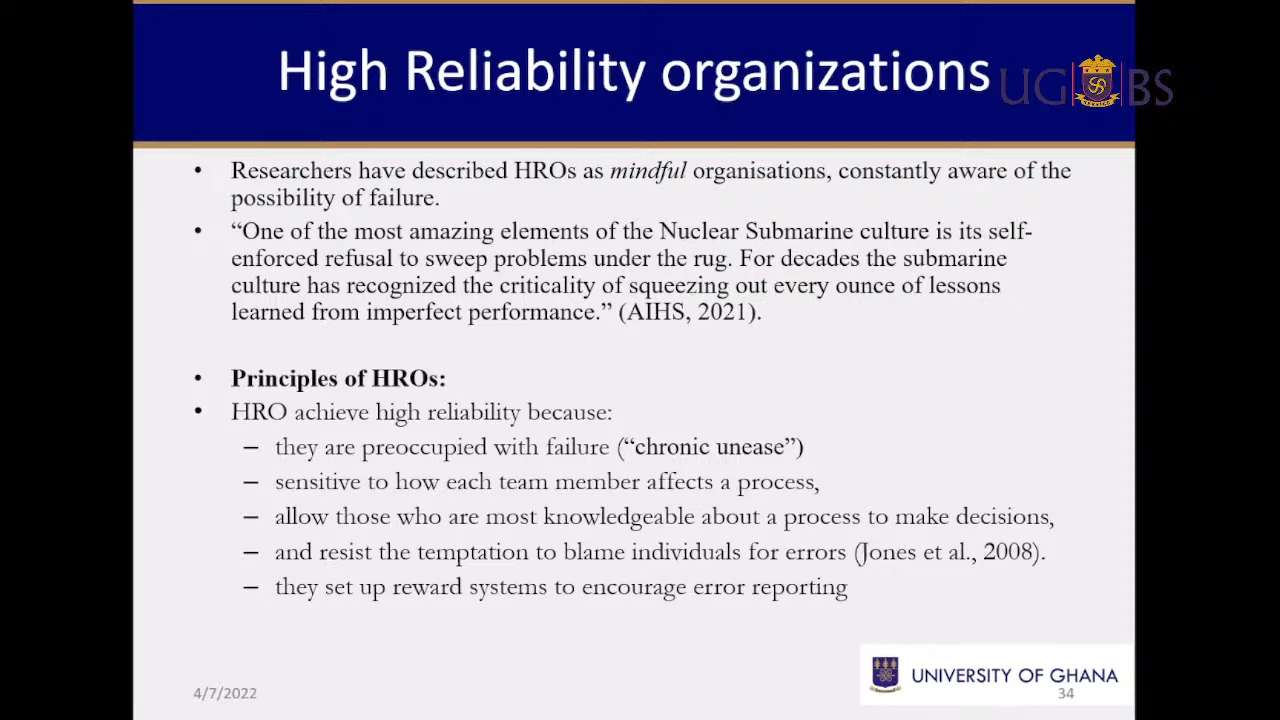 High Reliability organizations
UG BS
• Researchers have described HROs as mindful organisations, constantly aware of the
possibility of failure.
• “One of the most amazing elements of the Nuclear Submarine culture is its self-
enforced refusal to sweep problems under the rug. For decades the submarine
culture has recognized the criticality of squeezing out every ounce of lessons
learned from imperfect performance.” (AIHS, 2021).
• Principles of HROs:
• HRO achieve high reliability because:
– they are preoccupied with failure (“chronic unease”)
– sensitive to how each team member affects a process,
– allow those who are most knowledgeable about a process to make decisions,
– and resist the temptation to blame individuals for errors (Jones et al., 2008).
– they set up reward systems to encourage error reporting
4/7/2022
UNIVERSITY OF GHANA
34